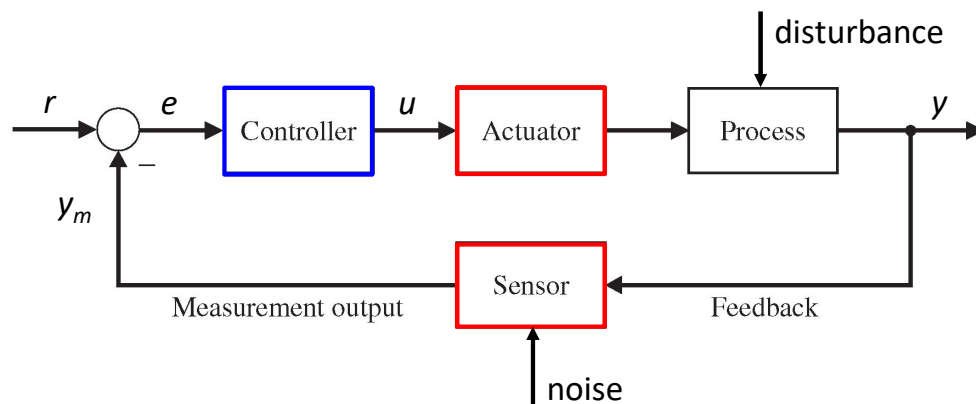 disturbance
r
e
Controller
u
Actuator
Process
y
−
y_m
Measurement output
Sensor
Feedback
noise